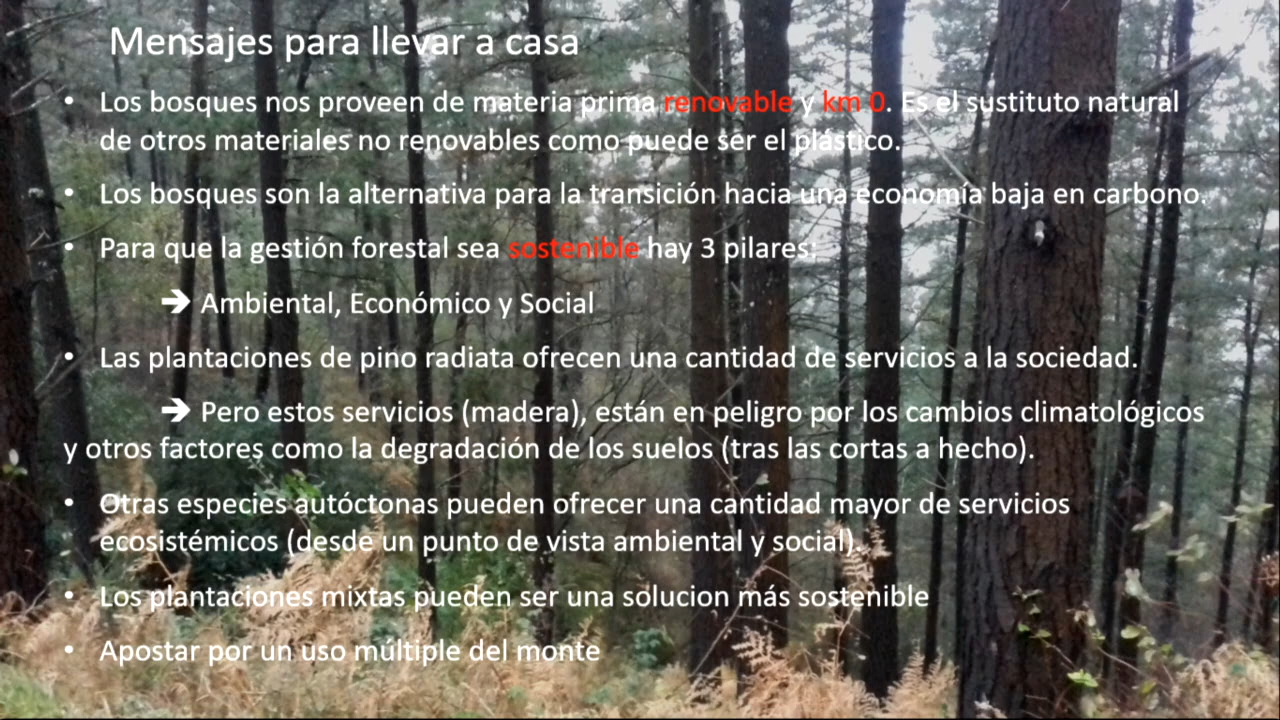 Mensajes para llevar a casa
• Los bosques nos proveen de materia prima renovable y km 0. Es el sustituto natural
de otros materiales no renovables como puede ser el plástico.
• Los bosques son la alternativa para la transición hacia una economía baja en carbono.
• Para que la gestión forestal sea sostenible hay 3 pilares:
➔ Ambiental, Económico y Social
• Las plantaciones de pino radiata ofrecen una cantidad de servicios a la sociedad.
➔ Pero estos servicios (madera), están en peligro por los cambios climatológicos
y otros factores como la degradación de los suelos (tras las cortas a hecho).
• Otras especies autóctonas pueden ofrecer una cantidad mayor de servicios
ecosistémicos (desde un punto de vista ambiental y social).
• Los plantaciones mixtas pueden ser una solucion más sostenible
• Apostar por un uso múltiple del monte